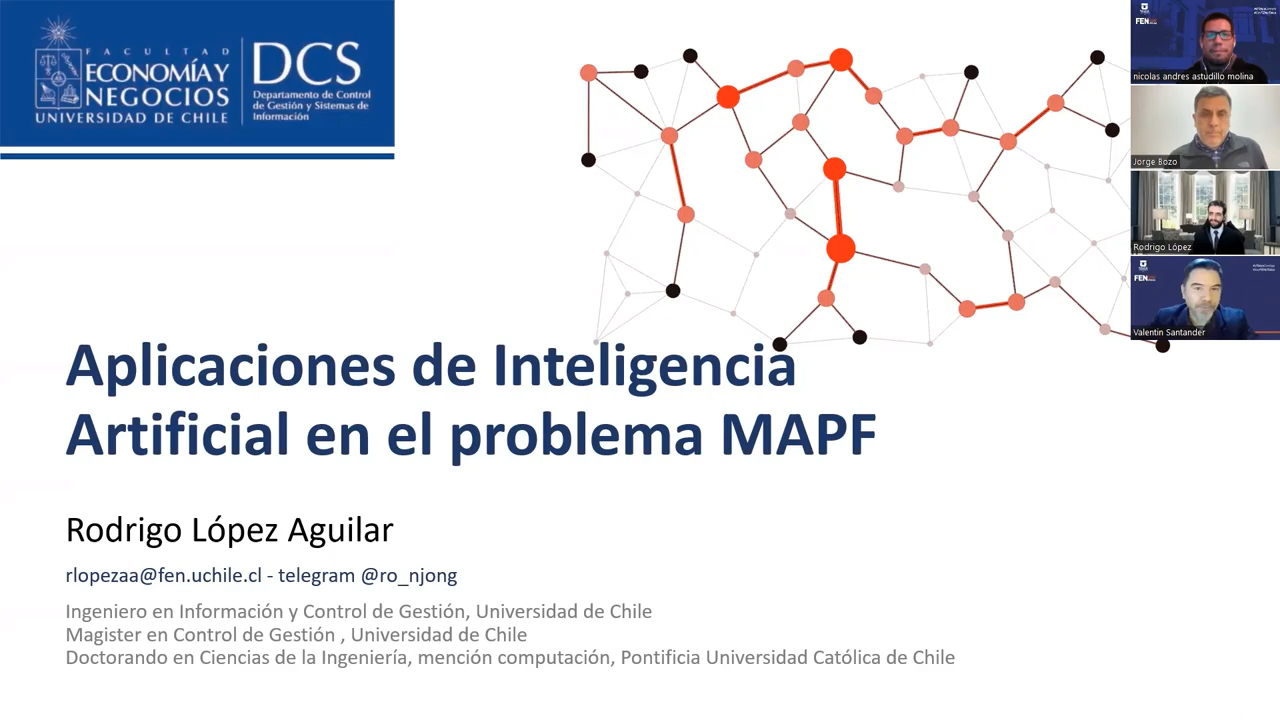 FACULTAD
ECONOMÍA Y
NEGOCIOS
UNIVERSIDAD DE CHILE
DCS
Departamento de Control
de Gestión y Sistemas de
Información
FEN
nicolas andres astudillo molina
Jorge Bozo
Rodrigo López
FEN
Valentin Santander
Aplicaciones de Inteligencia
Artificial en el problema MAPF
Rodrigo López Aguilar
rlopezaa@fen.uchile.cl - telegram @ro_njong
Ingeniero en Información y Control de Gestión, Universidad de Chile
Magister en Control de Gestión , Universidad de Chile
Doctorando en Ciencias de la Ingeniería, mención computación, Pontificia Universidad Católica de Chile